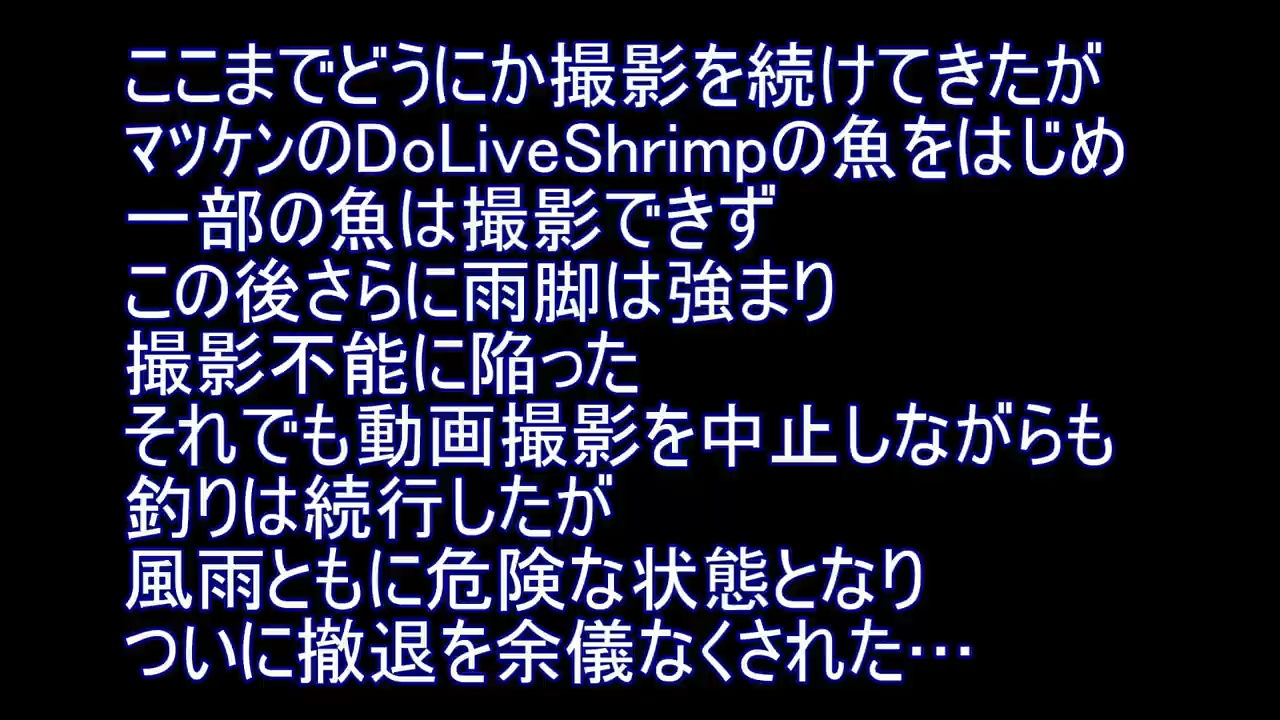 ここまでどうにか撮影を続けてきたが
ﾏﾂｹﾝのDoLiveShrimpの魚をはじめ
一部の魚は撮影できず
この後さらに雨脚は強まり
撮影不能に陥った
それでも動画撮影を中止しながらも
釣りは続行したが
風雨ともに危険な状態となり
ついに撤退を余儀なくされた…